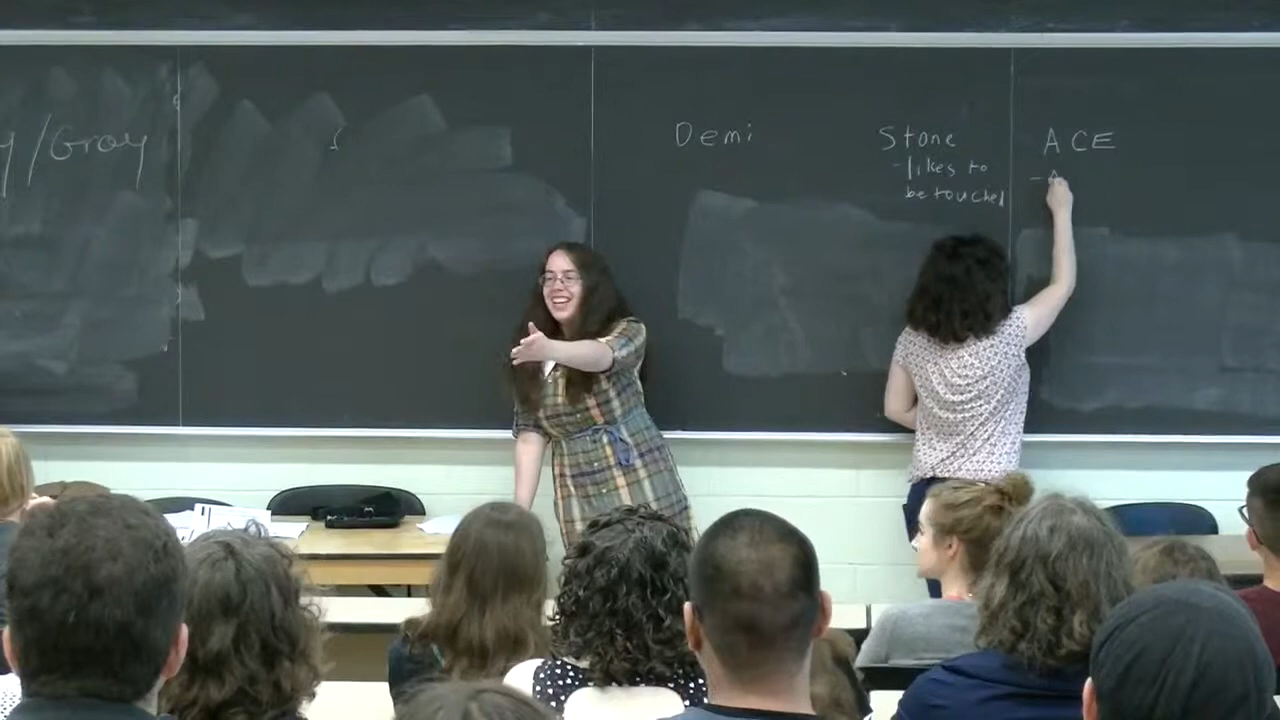 y/Gray
Demi
Stone
-likes to
be touched
ACE
-A